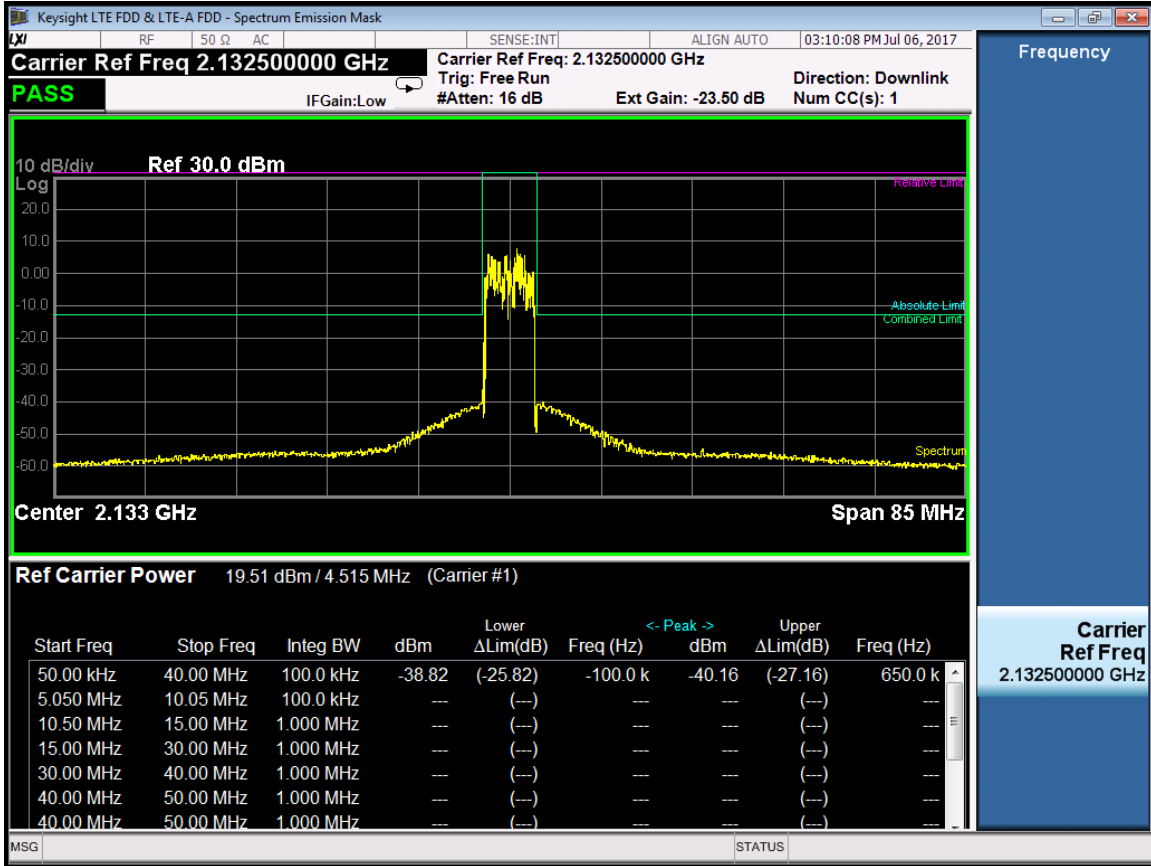 Keysight LTE FDD & LTE-A FDD - Spectrum Emission Mask
LXI RF 50 Ω AC SENSE:INT ALIGN AUTO 03:10:08 PM Jul 06, 2017
Carrier Ref Freq 2.132500000 GHz
Carrier Ref Freq: 2.132500000 GHz
Trig: Free Run Direction: Downlink
PASS IFGain:Low #Atten: 16 dB Ext Gain: -23.50 dB Num CC(s): 1
10 dB/div Ref 30.0 dBm
Log
Relative Limit
20.0
10.0
0.00
-10.0
Absolute Limit
Combined Limit
-20.0
-30.0
-40.0
-50.0
Spectrum
-60.0
Center 2.133 GHz Span 85 MHz
Ref Carrier Power 19.51 dBm / 4.515 MHz (Carrier #1)
Lower <- Peak -> Upper
Start Freq Stop Freq Integ BW dBm ΔLim(dB) Freq (Hz) dBm ΔLim(dB) Freq (Hz)
50.00 kHz 40.00 MHz 100.0 kHz -38.82 (-25.82) -100.0 k -40.16 (-27.16) 650.0 k
5.050 MHz 10.05 MHz 100.0 kHz --- (---) --- --- (---) ---
10.50 MHz 15.00 MHz 1.000 MHz --- (---) --- --- (---) ---
15.00 MHz 30.00 MHz 1.000 MHz --- (---) --- --- (---) ---
30.00 MHz 40.00 MHz 1.000 MHz --- (---) --- --- (---) ---
40.00 MHz 50.00 MHz 1.000 MHz --- (---) --- --- (---) ---
40.00 MHz 50.00 MHz 1.000 MHz --- (---) --- --- (---) ---
MSG STATUS
Frequency
Carrier
Ref Freq
2.132500000 GHz